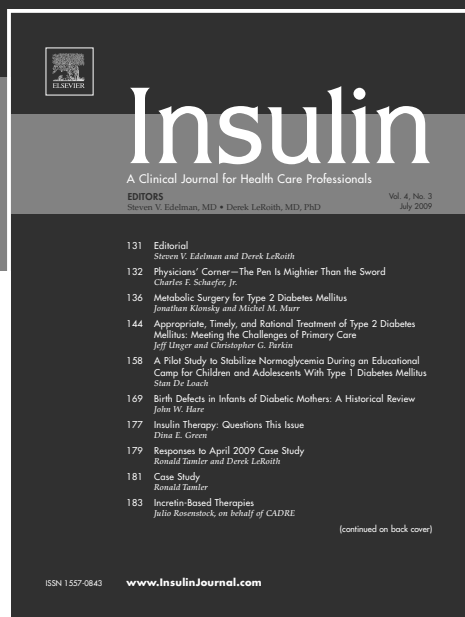 ELSEVIER
Insulin
A Clinical Journal for Health Care Professionals
EDITORS
Steven V. Edelman, MD • Derek LeRoith, MD, PhD
Vol. 4, No. 3
July 2009
131 Editorial
Steven V. Edelman and Derek LeRoith
132 Physicians' Corner—The Pen Is Mightier Than the Sword
Charles F. Schaefer, Jr.
136 Metabolic Surgery for Type 2 Diabetes Mellitus
Jonathan Klonsky and Michel M. Murr
144 Appropriate, Timely, and Rational Treatment of Type 2 Diabetes
Mellitus: Meeting the Challenges of Primary Care
Jeff Unger and Christopher G. Parkin
158 A Pilot Study to Stabilize Normoglycemia During an Educational
Camp for Children and Adolescents With Type 1 Diabetes Mellitus
Stan De Loach
169 Birth Defects in Infants of Diabetic Mothers: A Historical Review
John W. Hare
177 Insulin Therapy: Questions This Issue
Dina E. Green
179 Responses to April 2009 Case Study
Ronald Tamler and Derek LeRoith
181 Case Study
Ronald Tamler
183 Incretin-Based Therapies
Julio Rosenstock, on behalf of CADRE
(continued on back cover)
ISSN 1557-0843 www.InsulinJournal.com